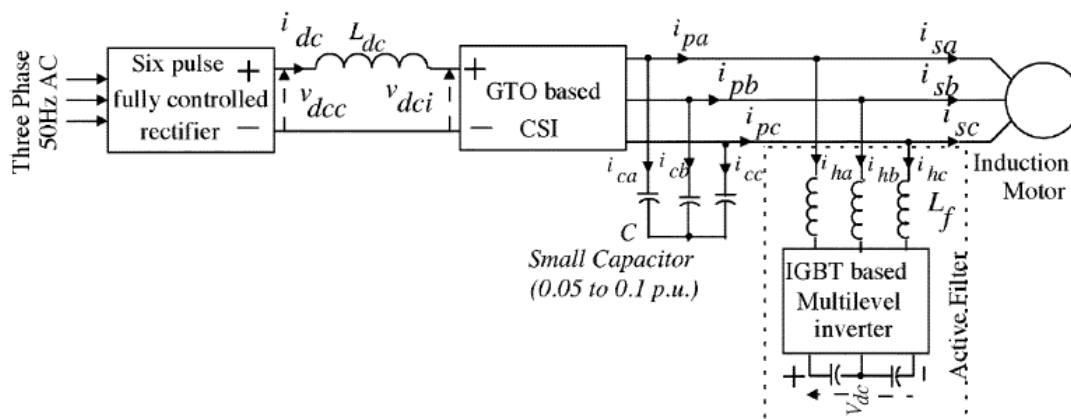 Three Phase
50Hz AC
Six pulse
fully controlled
rectifier
+
−
i dc
L dc
v dcc
v dci
+
−
GTO based
CSI
i pa
i pb
i pc
i sa
i sb
i sc
Induction
Motor
i ca
i cb
i cc
C
Small Capacitor
(0.05 to 0.1 p.u.)
i ha
i hb
i hc
L f
IGBT based
Multilevel
inverter
Active Filter
+
V dc
−